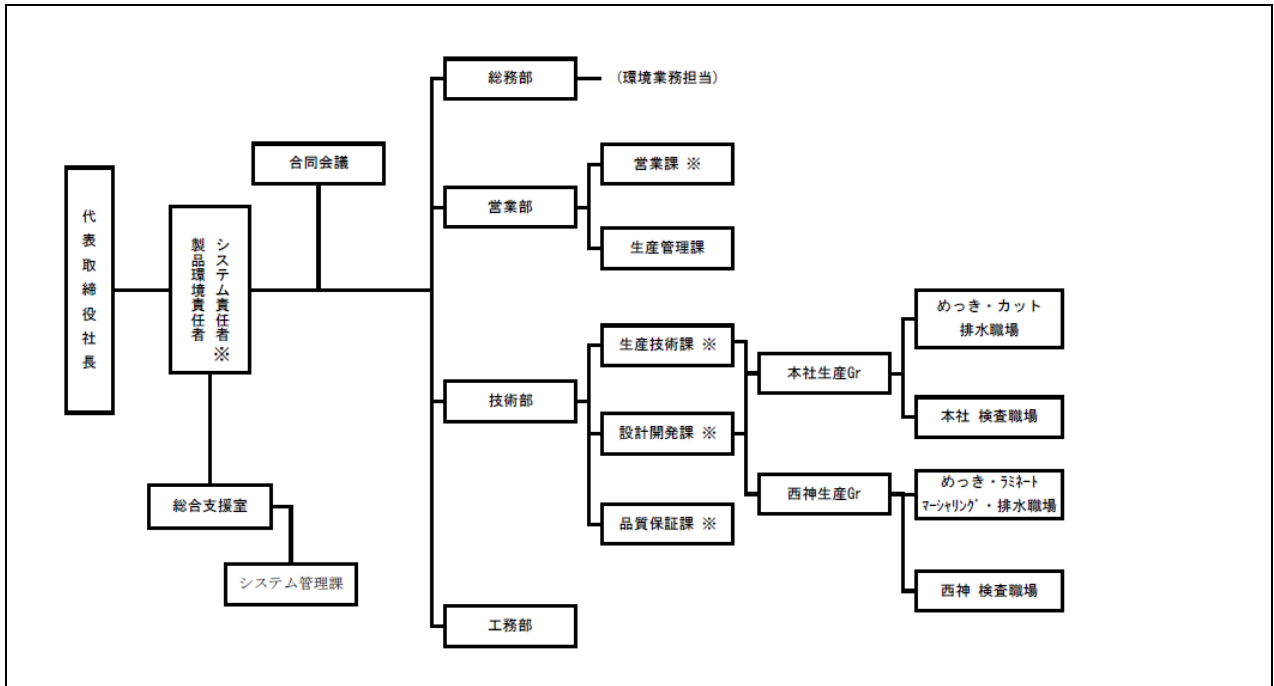 総務部
(環境業務担当)
合同会議
営業課 ※
代表取締役社長
システム責任者※
製品環境責任者
営業部
生産管理課
めっき・カット
排水職場
生産技術課 ※
本社生産Gr
技術部
本社 検査職場
設計開発課 ※
めっき・ﾗﾐﾈｰﾄ
ﾏｰｼｬﾘﾝｸﾞ・排水職場
西神生産Gr
総合支援室
品質保証課 ※
システム管理課
西神 検査職場
工務部